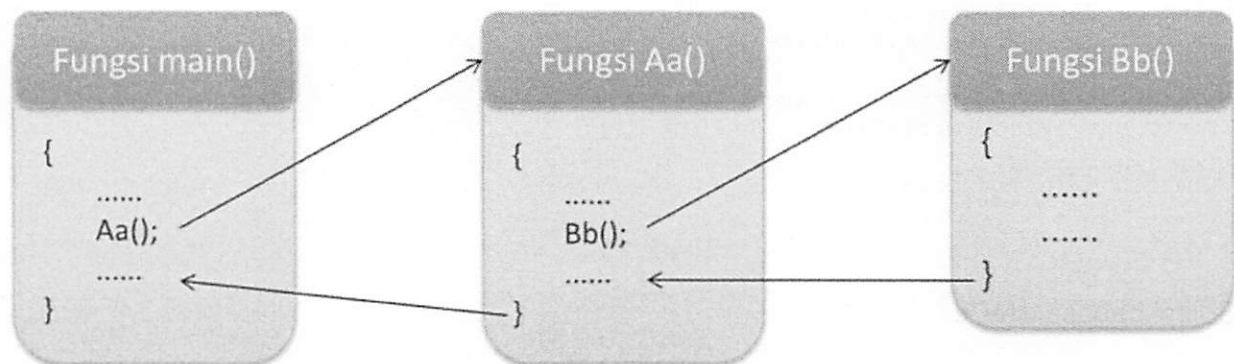 Fungsi main()
{
......
Aa();
......
}
Fungsi Aa()
{
......
Bb();
......
}
Fungsi Bb()
{
......
......
}